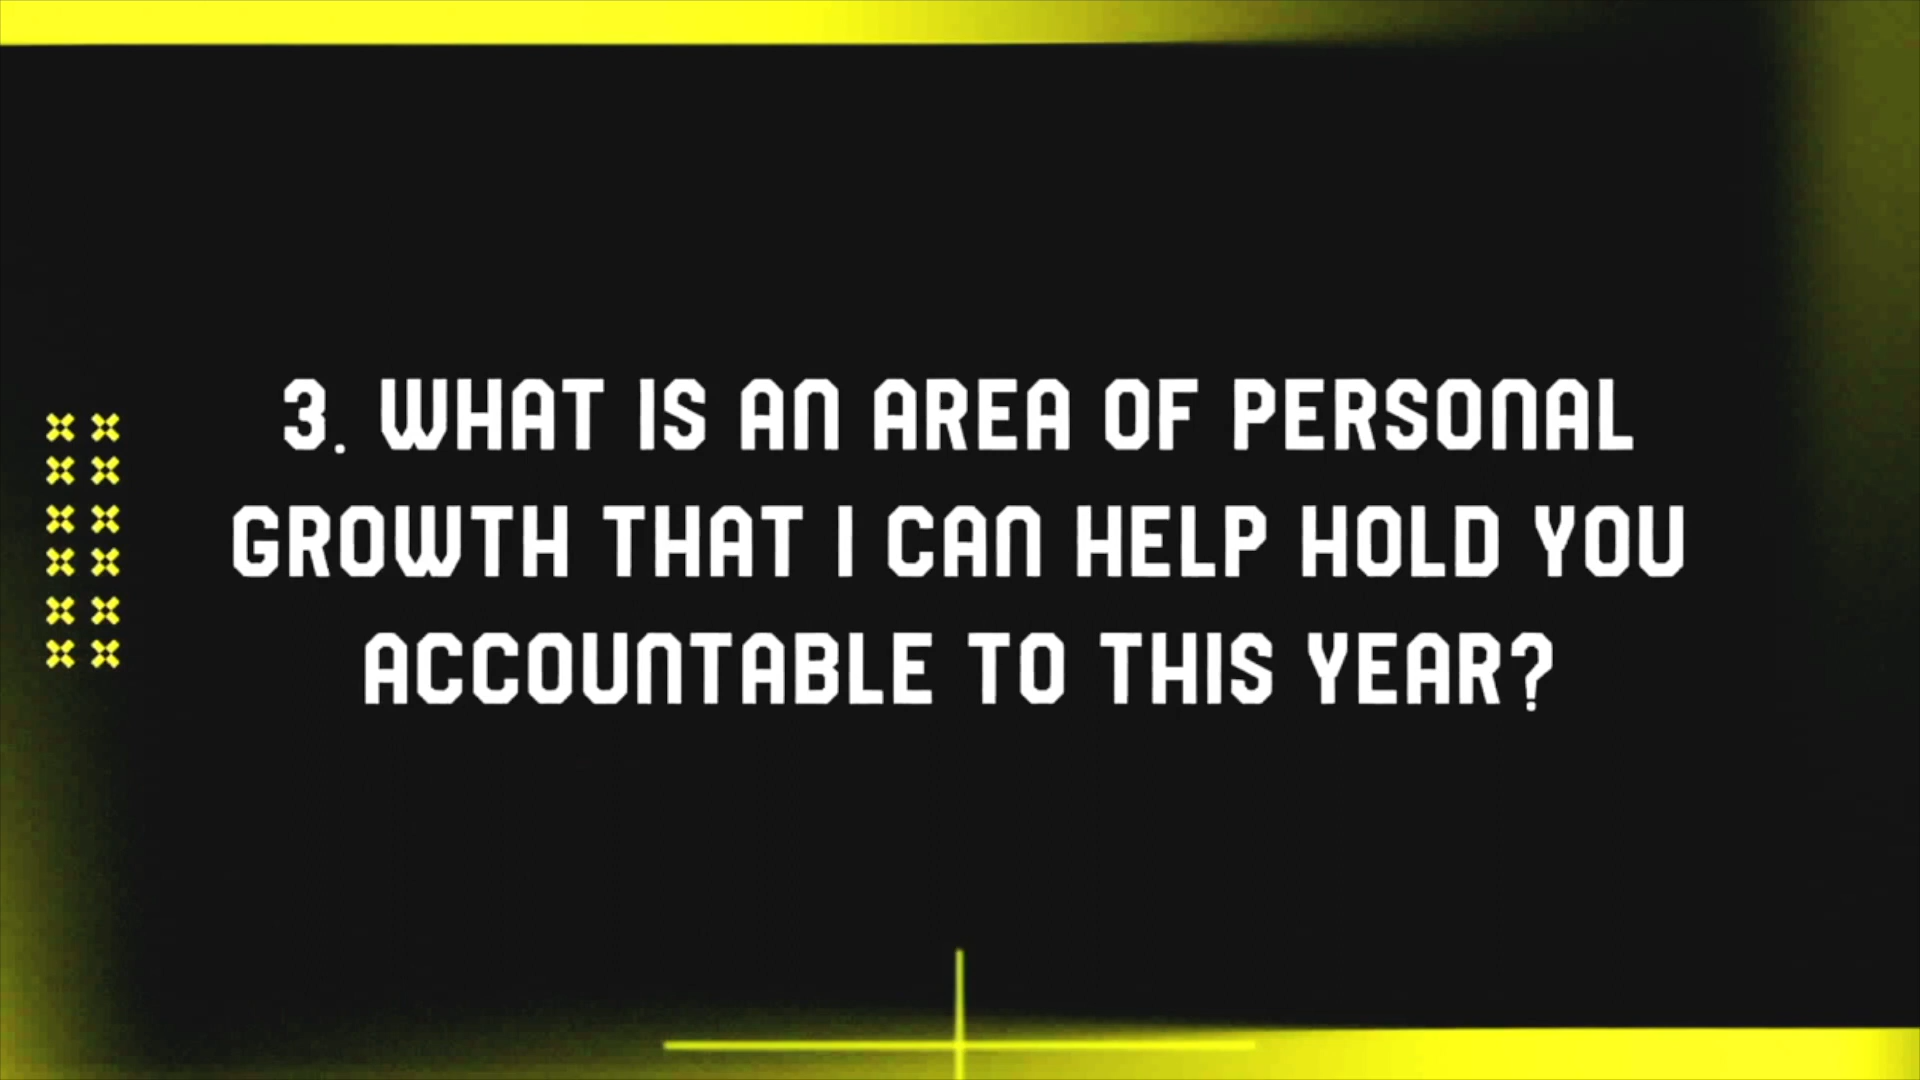 3. WHAT IS AN AREA OF PERSONAL
GROWTH THAT I CAN HELP HOLD YOU
ACCOUNTABLE TO THIS YEAR?